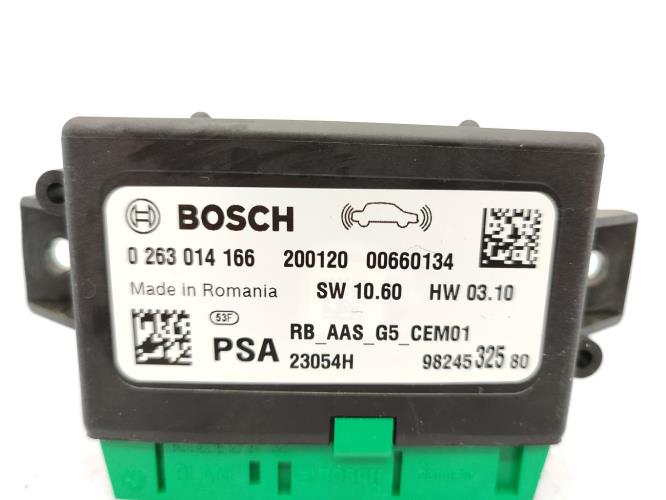 BOSCH
0 263 014 166 200120 00660134
Made in Romania SW 10.60 HW 03.10
53F
RB_AAS_G5_CEM01
PSA
23054H 98245 325 80
BOSCH